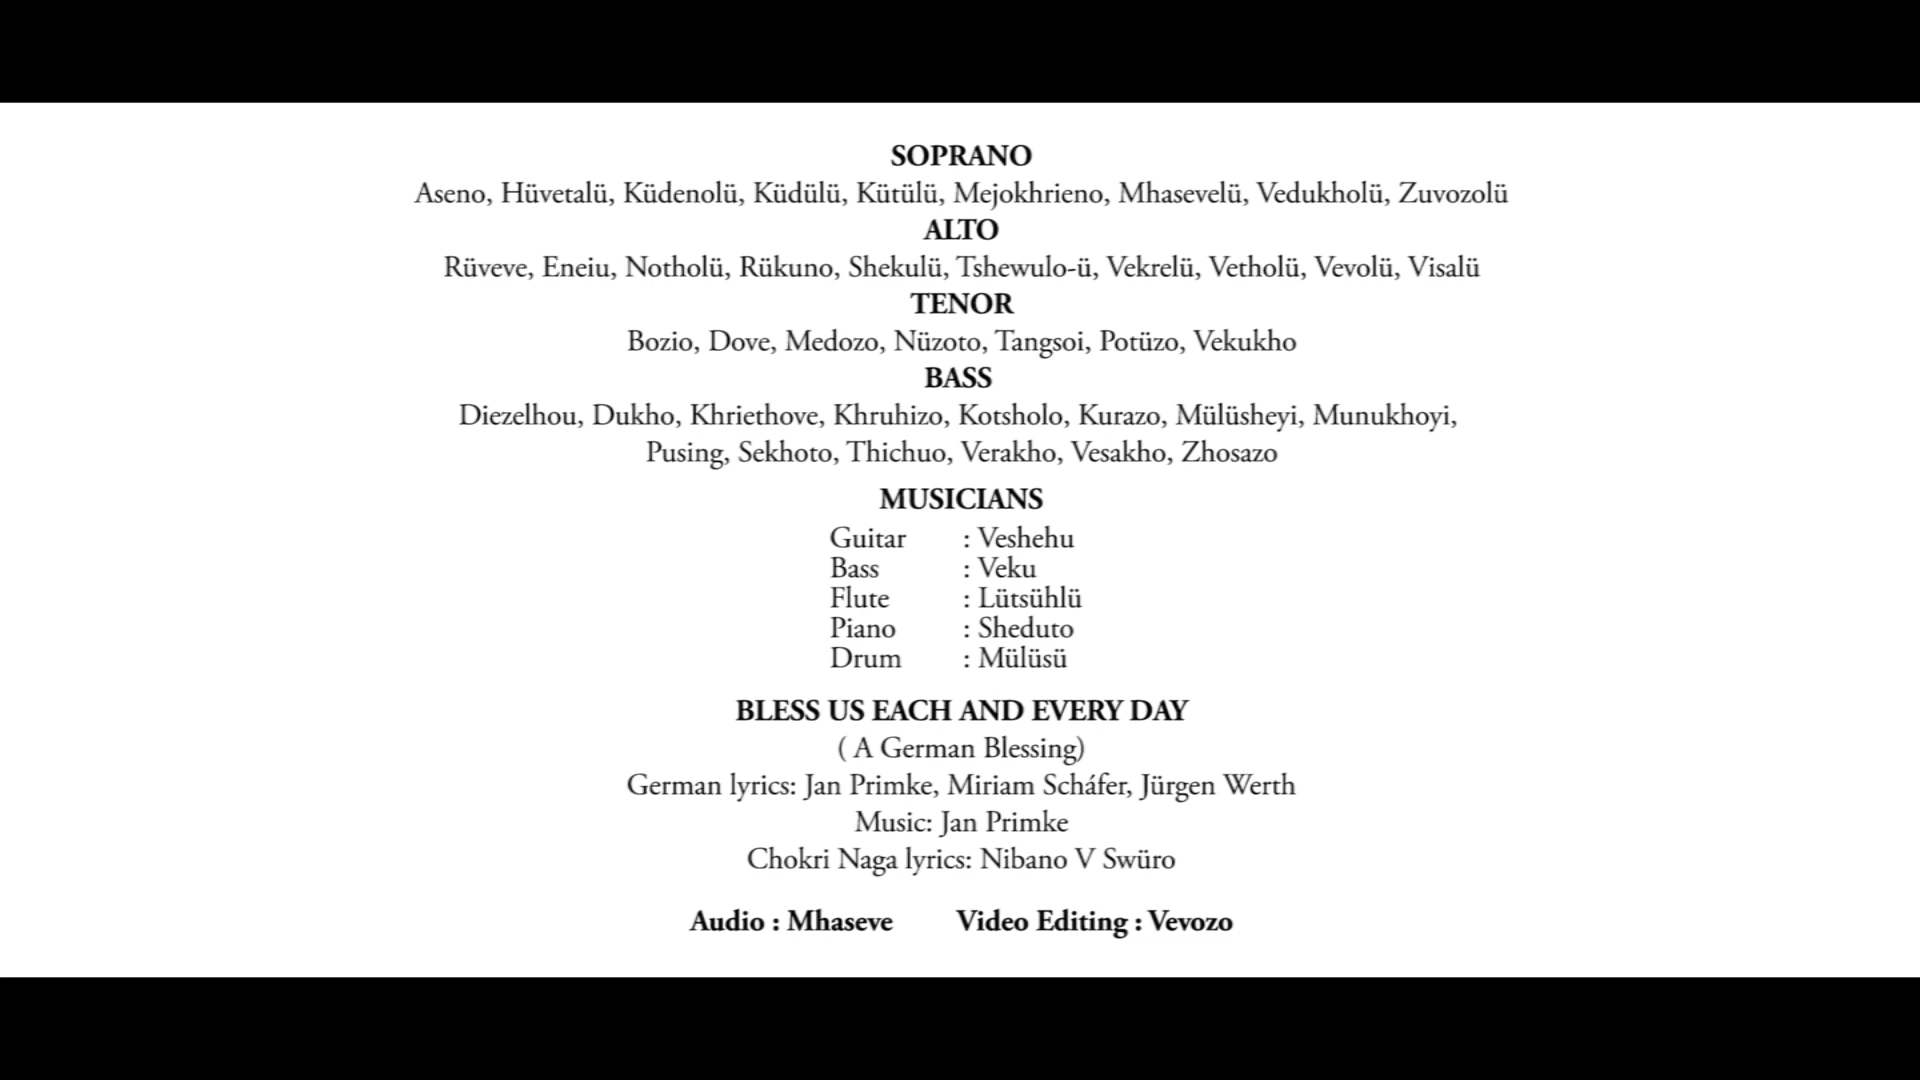 SOPRANO
Aseno, Hüvetalü, Küdenolü, Küdülü, Kütülü, Mejokhrieno, Mhasevelü, Vedukholü, Zuvozolü
ALTO
Rüveve, Eneiu, Notholü, Rükuno, Shekulü, Tshewulo-ü, Vekrelü, Vetholü, Vevolü, Visalü
TENOR
Bozio, Dove, Medozo, Nüzoto, Tangsoi, Potüzo, Vekukho
BASS
Diezelhou, Dukho, Khriethove, Khruhizo, Kotsholo, Kurazo, Mülüsheyi, Munukhoyi,
Pusing, Sekhoto, Thichuo, Verakho, Vesakho, Zhosazo
MUSICIANS
Guitar : Veshehu
Bass : Veku
Flute : Lütsühlü
Piano : Sheduto
Drum : Mülüsü
BLESS US EACH AND EVERY DAY
( A German Blessing)
German lyrics: Jan Primke, Miriam Scháfer, Jürgen Werth
Music: Jan Primke
Chokri Naga lyrics: Nibano V Swüro
Audio : Mhaseve Video Editing : Vevozo